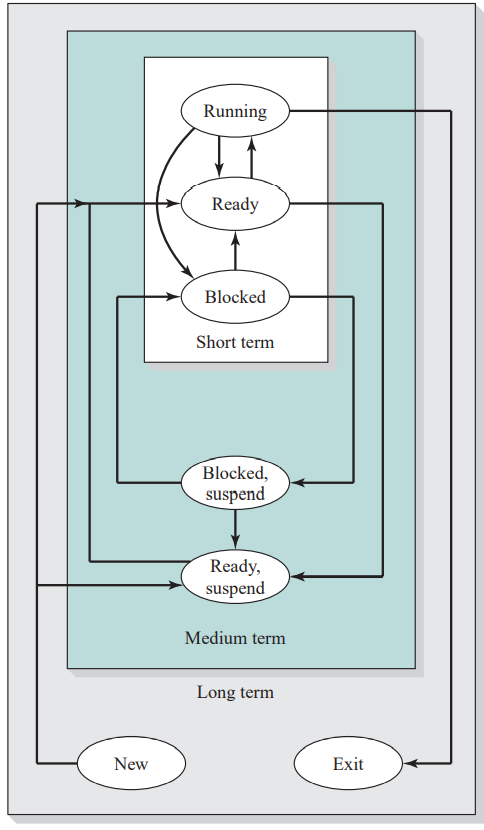 Running
Ready
Blocked
Short term
Blocked,
suspend
Ready,
suspend
Medium term
Long term
New
Exit